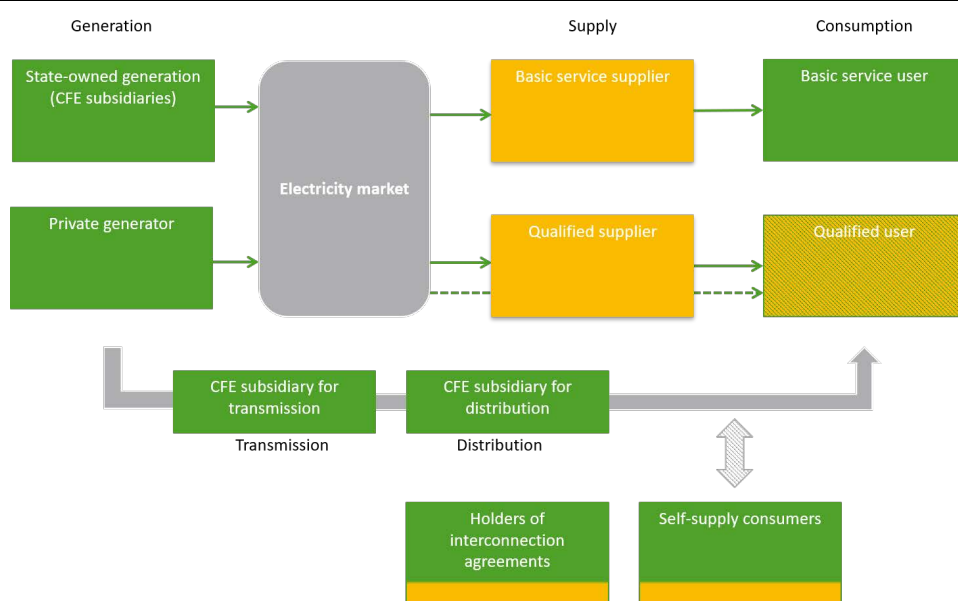 Generation
Supply
Consumption
State-owned generation
(CFE subsidiaries)
Basic service supplier
Basic service user
Electricity market
Private generator
Qualified supplier
Qualified user
CFE subsidiary for
transmission
CFE subsidiary for
distribution
Transmission
Distribution
Holders of
interconnection
agreements
Self-supply consumers